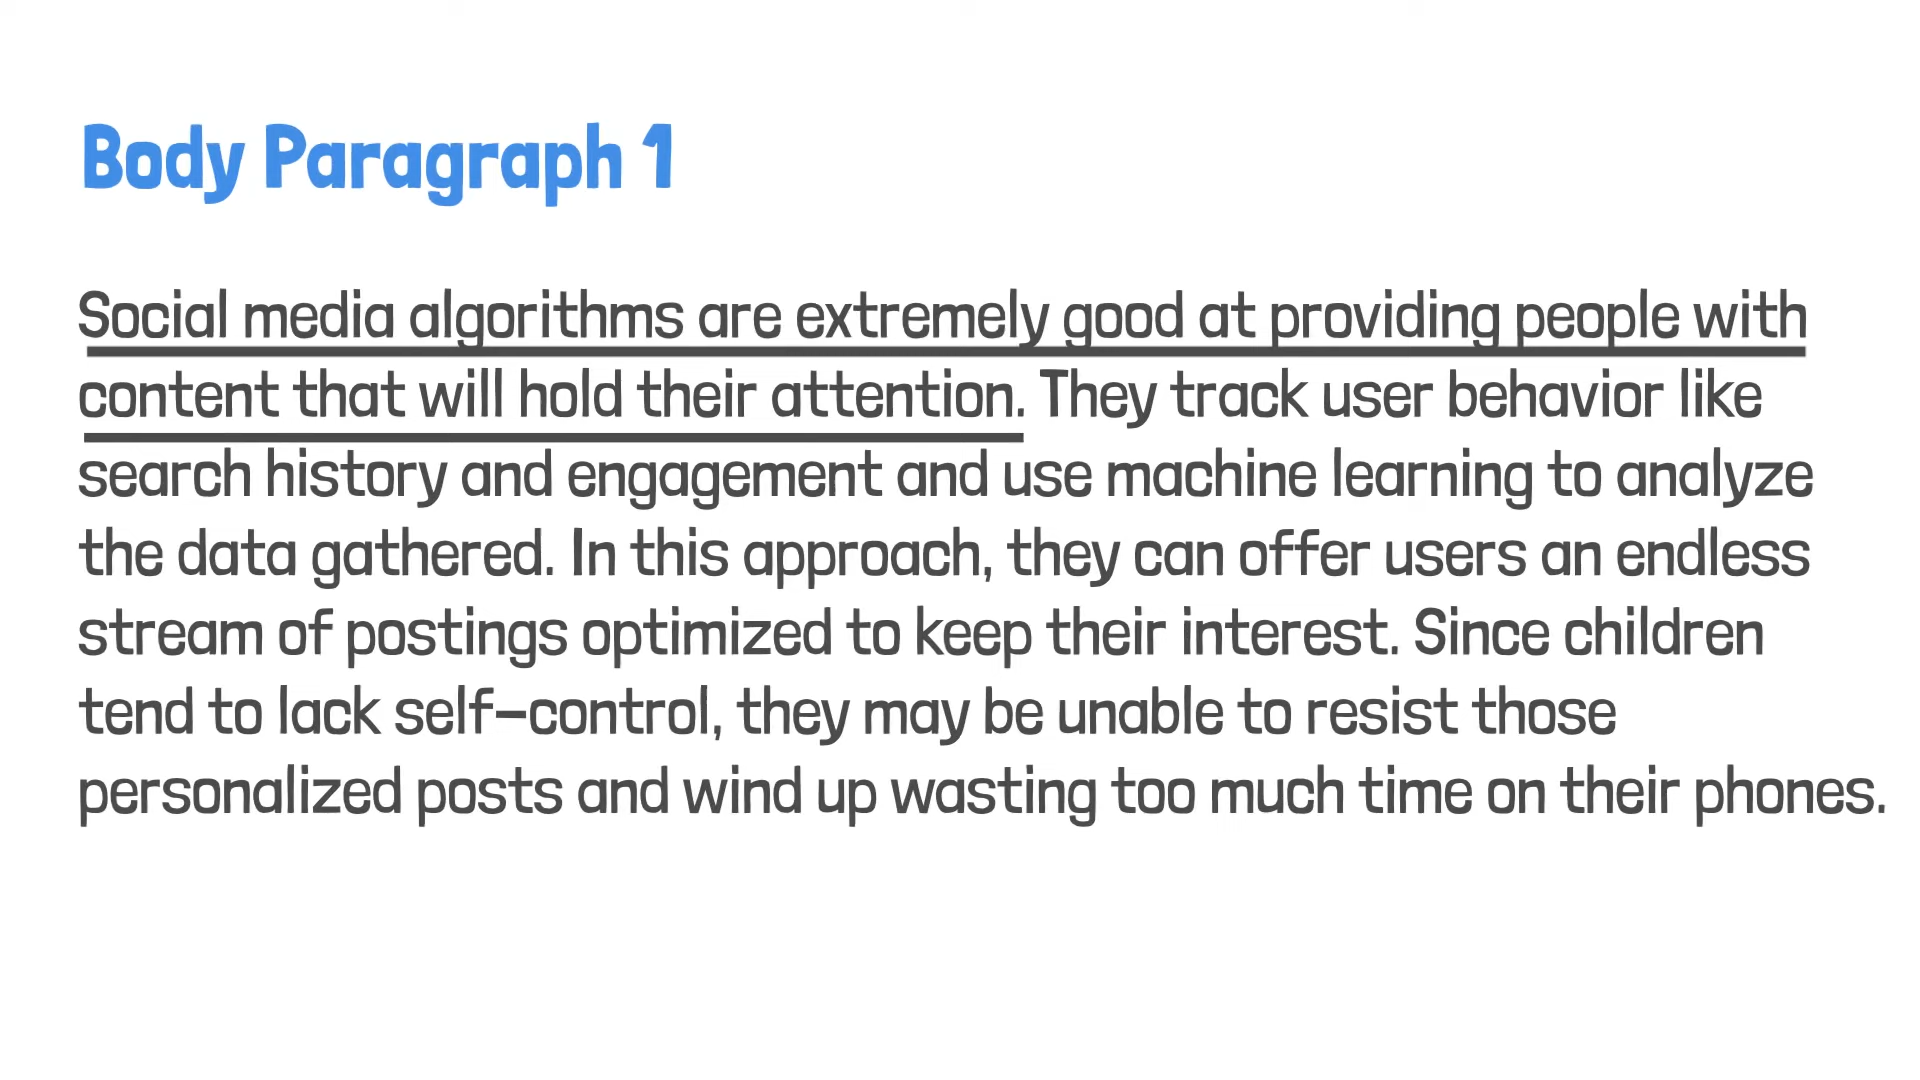 Body Paragraph 1
Social media algorithms are extremely good at providing people with
content that will hold their attention. They track user behavior like
search history and engagement and use machine learning to analyze
the data gathered. In this approach, they can offer users an endless
stream of postings optimized to keep their interest. Since children
tend to lack self-control, they may be unable to resist those
personalized posts and wind up wasting too much time on their phones.